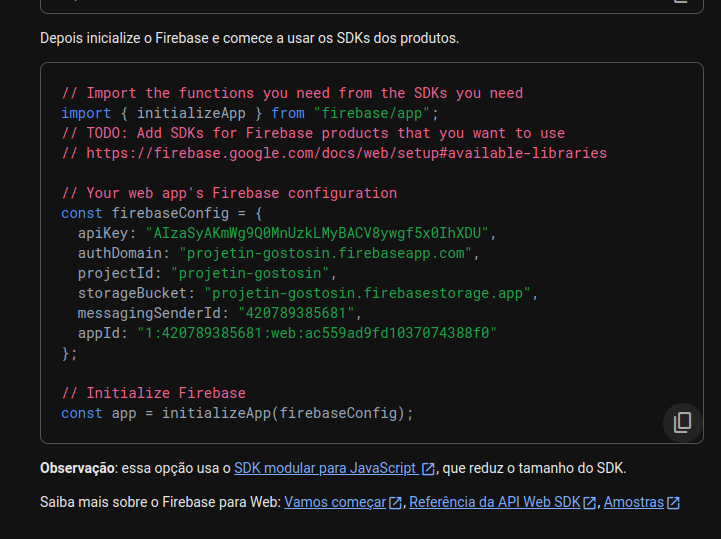 Depois inicialize o Firebase e comece a usar os SDKs dos produtos.
// Import the functions you need from the SDKs you need
import { initializeApp } from "firebase/app";
// TODO: Add SDKs for Firebase products that you want to use
// https://firebase.google.com/docs/web/setup#available-libraries
// Your web app's Firebase configuration
const firebaseConfig = {
  apiKey: "AIzaSyAKmWg9Q0MnUzkLMyBACV8ywgf5x0IhXDU",
  authDomain: "projetin-gostosin.firebaseapp.com",
  projectId: "projetin-gostosin",
  storageBucket: "projetin-gostosin.firebasestorage.app",
  messagingSenderId: "420789385681",
  appId: "1:420789385681:web:ac559ad9fd1037074388f0"
};
// Initialize Firebase
const app = initializeApp(firebaseConfig);
Observação: essa opção usa o SDK modular para JavaScript, que reduz o tamanho do SDK.
Saiba mais sobre o Firebase para Web: Vamos começar, Referência da API Web SDK, Amostras